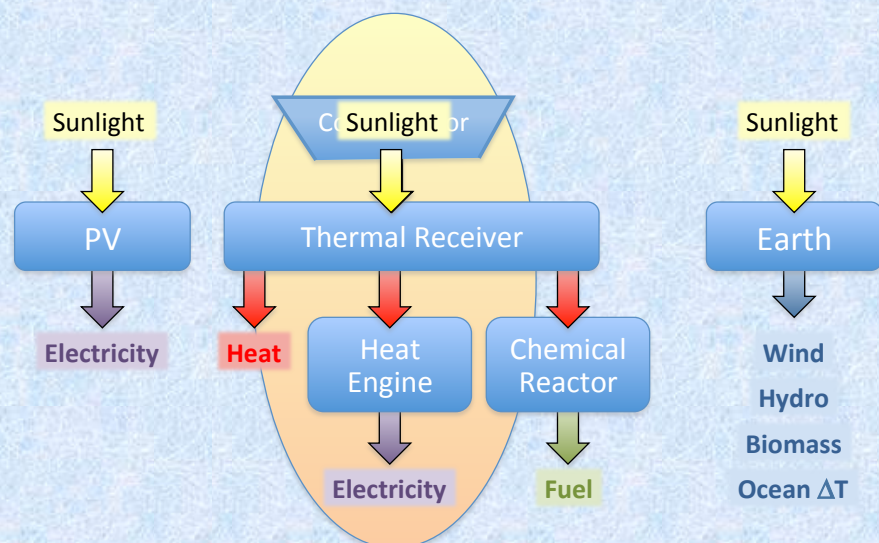 Sunlight
Sunlight
Sunlight
PV
Thermal Receiver
Earth
Electricity
Heat
Heat
Engine
Chemical
Reactor
Electricity
Fuel
Wind
Hydro
Biomass
Ocean ΔT